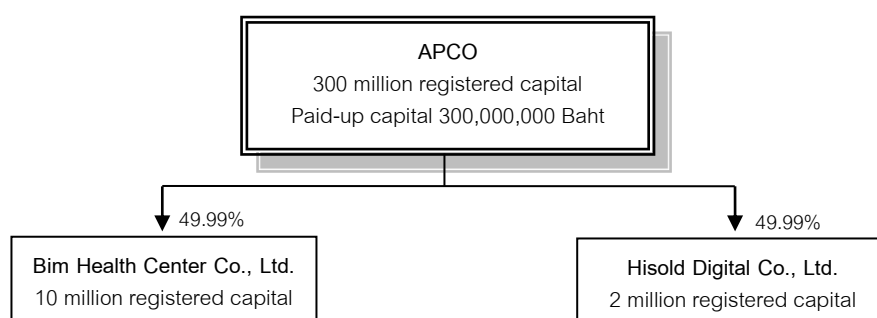 APCO
300 million registered capital
Paid-up capital 300,000,000 Baht
49.99%
49.99%
Bim Health Center Co., Ltd.
10 million registered capital
Hisold Digital Co., Ltd.
2 million registered capital